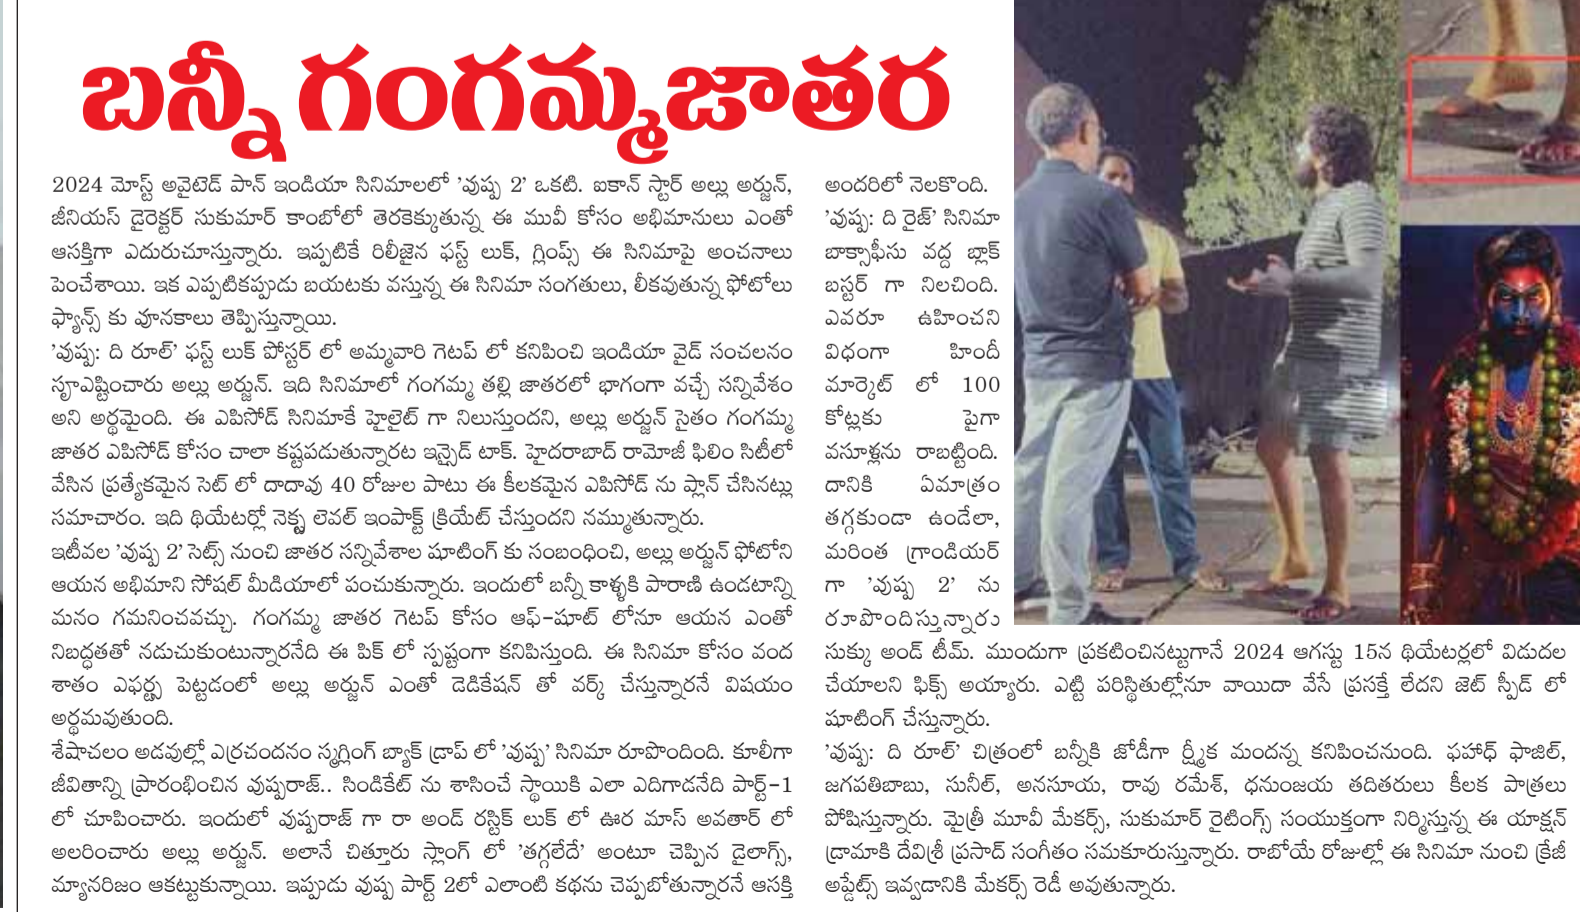 బన్నీ గంగమ్మజాతర
2024 మోస్ట్ అవైటెడ్ పాన్ ఇండియా సినిమాలలో 'వుష్ప 2' ఒకటి. ఐకాన్ స్టార్ అల్లు అర్జున్,
జీనియస్ డైరెక్టర్ సుకుమార్ కాంబోలో తెరకెక్కుతున్న ఈ మువీ కోసం అభిమానులు ఎంతో
ఆసక్తిగా ఎదురుచూస్తున్నారు. ఇప్పటికే రిలీజైన ఫస్ట్ లుక్, గ్లింప్స్ ఈ సినిమాపై అంచనాలు
పెంచేశాయి. ఇక ఎప్పటికప్పుడు బయటకు వస్తున్న ఈ సినిమా సంగతులు, లీకవుతున్న ఫోటోలు
ఫ్యాన్స్ కు వూనకాలు తెప్పిస్తున్నాయి.
'వుష్ప: ది రూల్' ఫస్ట్ లుక్ పోస్టర్ లో అమ్మవారి గెటప్ లో కనిపించి ఇండియా వైడ్ సంచలనం
సృాఎష్టించారు అల్లు అర్జున్. ఇది సినిమాలో గంగమ్మ తల్లి జాతరలో భాగంగా వచ్చే సన్నివేశం
అని అర్థమైంది. ఈ ఎపిసోడ్ సినిమాకే హైలైట్ గా నిలుస్తుందని, అల్లు అర్జున్ సైతం గంగమ్మ
జాతర ఎపిసోడ్ కోసం చాలా కష్టపడుతున్నారట ఇన్సైడ్ టాక్. హైదరాబాద్ రామోజీ ఫిలిం సిటీలో
వేసిన ప్రత్యేకమైన సెట్ లో దాదావు 40 రోజుల పాటు ఈ కీలకమైన ఎపిసోడ్ ను ప్లాన్ చేసినట్లు
సమాచారం. ఇది థియేటర్లో నెక్ష్ట లెవల్ ఇంపాక్ట్ క్రియేట్ చేస్తుందని నమ్ముతున్నారు.
ఇటీవల 'వుష్ప 2' సెట్స్ నుంచి జాతర సన్నివేశాల షూటింగ్ కు సంబంధించి, అల్లు అర్జున్ ఫోటోని
ఆయన అభిమాని సోషల్ మీడియాలో పంచుకున్నారు. ఇందులో బన్నీ కాళ్ళకి పారాణి ఉండటాన్ని
మనం గమనించవచ్చు. గంగమ్మ జాతర గెటప్ కోసం ఆఫ్-షూట్ లోనూ ఆయన ఎంతో
నిబద్ధతతో నడుచుకుంటున్నారనేది ఈ పిక్ లో స్పష్టంగా కనిపిస్తుంది. ఈ సినిమా కోసం వంద
శాతం ఎఫర్ట్స పెట్టడంలో అల్లు అర్జున్ ఎంతో డెడికేషన్ తో వర్క్ చేస్తున్నారనే విషయం
అర్థమవుతుంది.
శేషాచలం అడవుల్లో ఎర్రచందనం స్మగ్లింగ్ బ్యాక్ డ్రాప్ లో 'వుష్ప' సినిమా రూపొందింది. కూలీగా
జీవితాన్ని ప్రారంభించిన వుష్పరాజ్.. సిండికేట్ ను శాసించే స్థాయికి ఎలా ఎదిగాడనేది పార్ట్-1
లో చూపించారు. ఇందులో వుష్పరాజ్ గా రా అండ్ రస్టిక్ లుక్ లో ఊర మాస్ అవతార్ లో
అలరించారు అల్లు అర్జున్. అలానే చిత్తూరు స్లాంగ్ లో 'తగ్గలేదే' అంటూ చెప్పిన డైలాగ్స్,
మ్యానరిజం ఆకట్టుకున్నాయి. ఇప్పుడు వుష్ప పార్ట్ 2లో ఎలాంటి కథను చెప్పబోతున్నారనే ఆసక్తి
అందరిలో నెలకొంది.
'వుష్ప: ది రైజ్' సినిమా
బాక్సాఫీసు వద్ద బ్లాక్
బస్టర్ గా నిలచింది.
ఎవరూ ఉహించని
విధంగా హిందీ
మార్కెట్ లో 100
కోట్లకు పైగా
వసూళ్లను రాబట్టింది.
దానికి ఏమాత్రం
తగ్గకుండా ఉండేలా,
మరింత గ్రాండియర్
గా 'వుష్ప 2' ను
రూపొందిస్తున్నారు
సుక్కు అండ్ టీమ్. ముందుగా ప్రకటించినట్టుగానే 2024 ఆగస్టు 15న థియేటర్లలో విడుదల
చేయాలని ఫిక్స్ అయ్యారు. ఎట్టి పరిస్థితుల్లోనూ వాయిదా వేసే ప్రసక్తే లేదని జెట్ స్పీడ్ లో
షూటింగ్ చేస్తున్నారు.
'వుష్ప: ది రూల్' చిత్రంలో బన్నీకి జోడీగా ర్ష్మీక మందన్న కనిపించనుంది. ఫహాధ్ ఫాజిల్,
జగపతిబాబు, సునీల్, అనసూయ, రావు రమేశ్, ధనుంజయ తదితరులు కీలక పాత్రలు
పోషిస్తున్నారు. మైత్రీ మూవీ మేకర్స్, సుకుమార్ రైటింగ్స్ సంయుక్తంగా నిర్మిస్తున్న ఈ యాక్షన్
డ్రామాకి దేవిశ్రీ ప్రసాద్ సంగీతం సమకూరుస్తున్నారు. రాబోయే రోజుల్లో ఈ సినిమా నుంచి క్రేజీ
అప్డేట్స్ ఇవ్వడానికి మేకర్స్ రెడీ అవుతున్నారు.